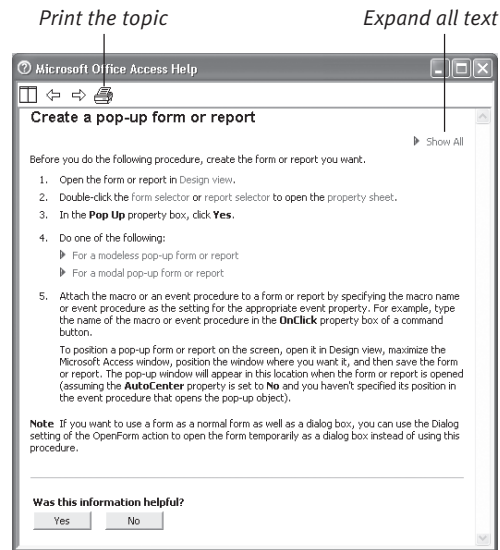 Print the topic
Expand all text
Microsoft Office Access Help
Create a pop-up form or report
Show All
Before you do the following procedure, create the form or report you want.
1. Open the form or report in Design view.
2. Double-click the form selector or report selector to open the property sheet.
3. In the Pop Up property box, click Yes.
4. Do one of the following:
For a modeless pop-up form or report
For a modal pop-up form or report
5. Attach the macro or an event procedure to a form or report by specifying the macro name
or event procedure as the setting for the appropriate event property. For example, type
the name of the macro or event procedure in the OnClick property box of a command
button.
To position a pop-up form or report on the screen, open it in Design view, maximize the
Microsoft Access window, position the window where you want it, and then save the form
or report. The pop-up window will appear in this location when the form or report is opened
(assuming the AutoCenter property is set to No and you haven't specified its position in
the event procedure that opens the pop-up object).
Note If you want to use a form as a normal form as well as a dialog box, you can use the Dialog
setting of the OpenForm action to open the form temporarily as a dialog box instead of using this
procedure.
Was this information helpful?
Yes No